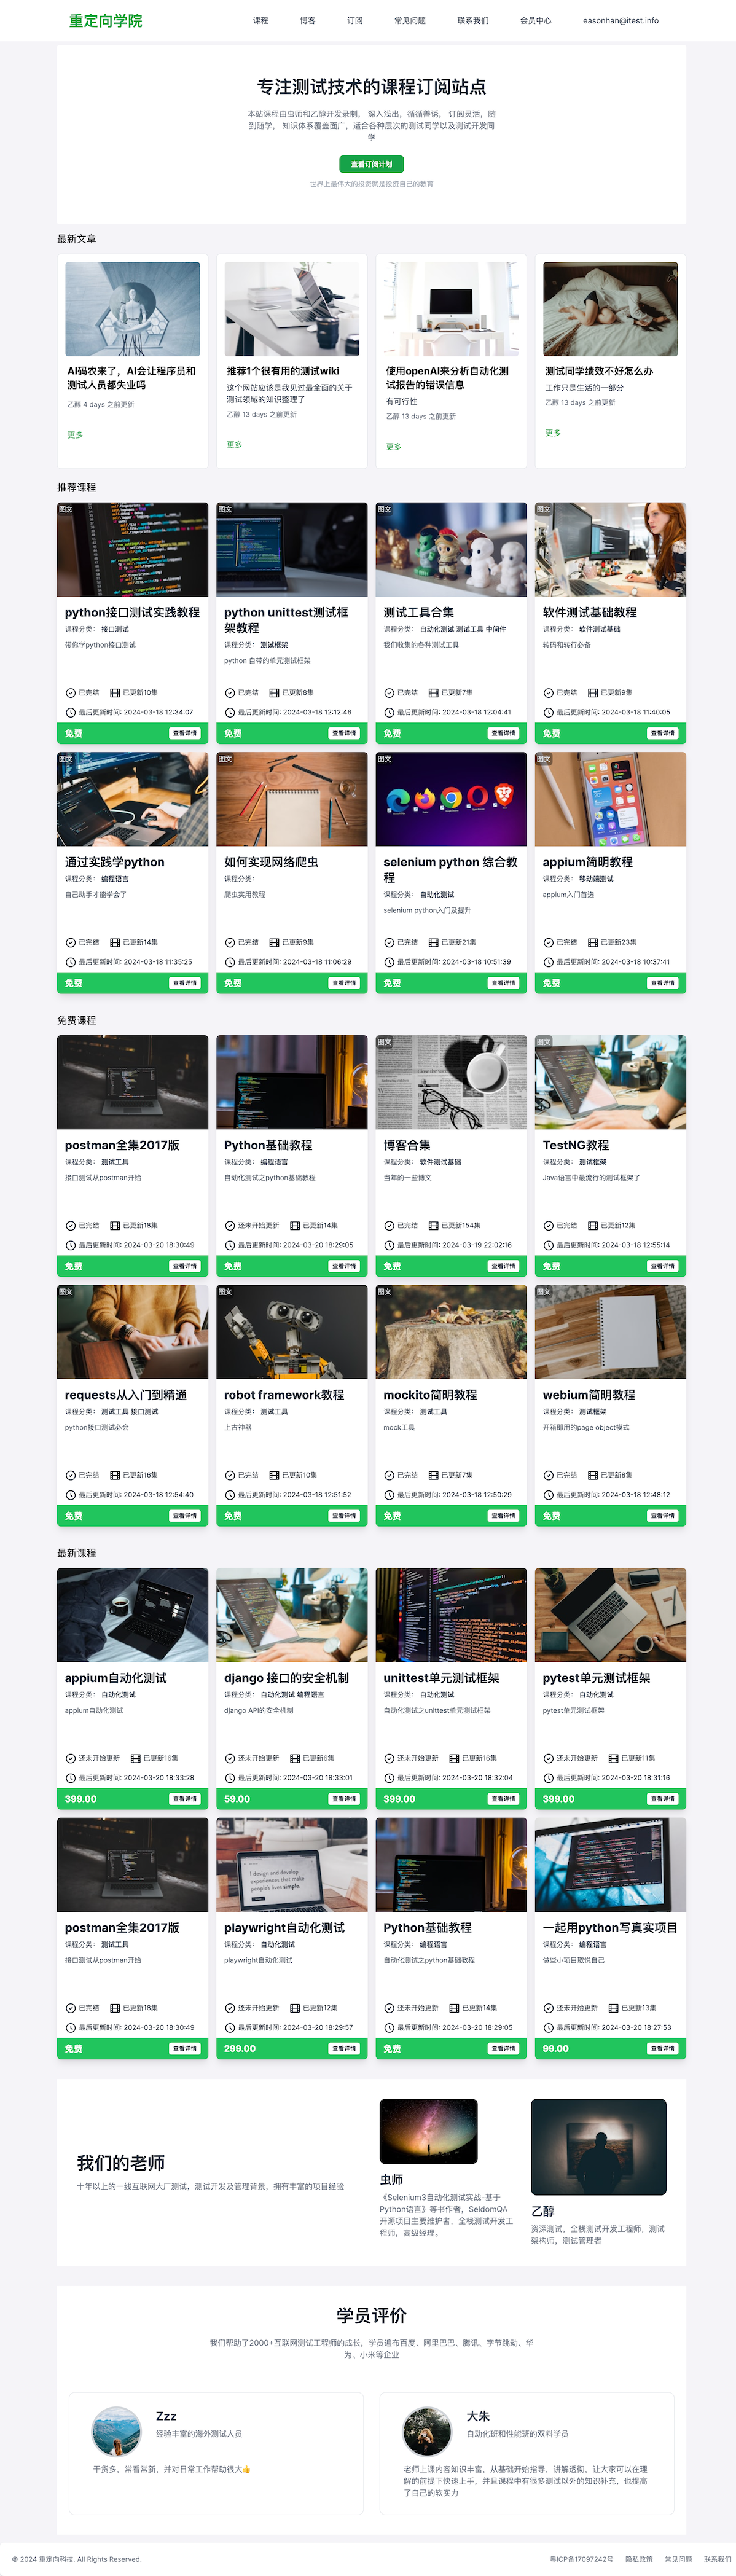 重定向学院
课程 博客 订阅 常见问题 联系我们 会员中心 easonhan@itest.info
专注测试技术的课程订阅站点
本站课程由虫师和乙醇开发录制， 深入浅出，循循善诱， 订阅灵活，随
到随学， 知识体系覆盖面广，适合各种层次的测试同学以及测试开发同
学
查看订阅计划
世界上最伟大的投资就是投资自己的教育
最新文章
AI码农来了，AI会让程序员和
测试人员都失业吗
乙醇 4 days 之前更新
更多
推荐1个很有用的测试wiki
这个网站应该是我见过最全面的关于
测试领域的知识整理了
乙醇 13 days 之前更新
更多
使用openAI来分析自动化测
试报告的错误信息
有可行性
乙醇 13 days 之前更新
更多
测试同学绩效不好怎么办
工作只是生活的一部分
乙醇 13 days 之前更新
更多
推荐课程
图文
python接口测试实践教程
课程分类： 接口测试
带你学python接口测试
已完结 已更新10集
最后更新时间: 2024-03-18 12:34:07
免费 查看详情
图文
python unittest测试框
架教程
课程分类： 测试框架
python 自带的单元测试框架
已完结 已更新8集
最后更新时间: 2024-03-18 12:12:46
免费 查看详情
图文
测试工具合集
课程分类： 自动化测试 测试工具 中间件
我们收集的各种测试工具
已完结 已更新7集
最后更新时间: 2024-03-18 12:04:41
免费 查看详情
图文
软件测试基础教程
课程分类： 软件测试基础
转码和转行必备
已完结 已更新9集
最后更新时间: 2024-03-18 11:40:05
免费 查看详情
图文
通过实践学python
课程分类： 编程语言
自己动手才能学会了
已完结 已更新14集
最后更新时间: 2024-03-18 11:35:25
免费 查看详情
图文
如何实现网络爬虫
课程分类：
爬虫实用教程
已完结 已更新9集
最后更新时间: 2024-03-18 11:06:29
免费 查看详情
图文
selenium python 综合教
程
课程分类： 自动化测试
selenium python入门及提升
已完结 已更新21集
最后更新时间: 2024-03-18 10:51:39
免费 查看详情
图文
appium简明教程
课程分类： 移动端测试
appium入门首选
已完结 已更新23集
最后更新时间: 2024-03-18 10:37:41
免费 查看详情
免费课程
postman全集2017版
课程分类： 测试工具
接口测试从postman开始
已完结 已更新18集
最后更新时间: 2024-03-20 18:30:49
免费 查看详情
Python基础教程
课程分类： 编程语言
自动化测试之python基础教程
还未开始更新 已更新14集
最后更新时间: 2024-03-20 18:29:05
免费 查看详情
图文
博客合集
课程分类： 软件测试基础
当年的一些博文
已完结 已更新154集
最后更新时间: 2024-03-19 22:02:16
免费 查看详情
图文
TestNG教程
课程分类： 测试框架
Java语言中最流行的测试框架了
已完结 已更新12集
最后更新时间: 2024-03-18 12:55:14
免费 查看详情
图文
requests从入门到精通
课程分类： 测试工具 接口测试
python接口测试必会
已完结 已更新16集
最后更新时间: 2024-03-18 12:54:40
免费 查看详情
图文
robot framework教程
课程分类： 测试工具
上古神器
已完结 已更新10集
最后更新时间: 2024-03-18 12:51:52
免费 查看详情
图文
mockito简明教程
课程分类： 测试工具
mock工具
已完结 已更新7集
最后更新时间: 2024-03-18 12:50:29
免费 查看详情
图文
webium简明教程
课程分类： 测试框架
开箱即用的page object模式
已完结 已更新8集
最后更新时间: 2024-03-18 12:48:12
免费 查看详情
最新课程
appium自动化测试
课程分类： 自动化测试
appium自动化测试
还未开始更新 已更新16集
最后更新时间: 2024-03-20 18:33:28
399.00 查看详情
django 接口的安全机制
课程分类： 自动化测试 编程语言
django API的安全机制
还未开始更新 已更新6集
最后更新时间: 2024-03-20 18:33:01
59.00 查看详情
unittest单元测试框架
课程分类： 自动化测试
自动化测试之unittest单元测试框架
还未开始更新 已更新16集
最后更新时间: 2024-03-20 18:32:04
399.00 查看详情
pytest单元测试框架
课程分类： 自动化测试
pytest单元测试框架
还未开始更新 已更新11集
最后更新时间: 2024-03-20 18:31:16
399.00 查看详情
postman全集2017版
课程分类： 测试工具
接口测试从postman开始
已完结 已更新18集
最后更新时间: 2024-03-20 18:30:49
免费 查看详情
I design and develop
experiences that make
people's lives simple.
playwright自动化测试
课程分类： 自动化测试
playwright自动化测试
还未开始更新 已更新12集
最后更新时间: 2024-03-20 18:29:57
299.00 查看详情
Python基础教程
课程分类： 编程语言
自动化测试之python基础教程
还未开始更新 已更新14集
最后更新时间: 2024-03-20 18:29:05
免费 查看详情
一起用python写真实项目
课程分类： 编程语言
做些小项目取悦自己
还未开始更新 已更新13集
最后更新时间: 2024-03-20 18:27:53
99.00 查看详情
我们的老师
十年以上的一线互联网大厂测试，测试开发及管理背景，拥有丰富的项目经验
虫师
《Selenium3自动化测试实战-基于
Python语言》等书作者，SeldomQA
开源项目主要维护者，全栈测试开发工
程师，高级经理。
乙醇
资深测试，全栈测试开发工程师，测试
架构师，测试管理者
学员评价
我们帮助了2000+互联网测试工程师的成长，学员遍布百度、阿里巴巴、腾讯、字节跳动、华
为、小米等企业
Zzz
经验丰富的海外测试人员
干货多，常看常新，并对日常工作帮助很大👍
大朱
自动化班和性能班的双料学员
老师上课内容知识丰富，从基础开始指导，讲解透彻，让大家可以在理
解的前提下快速上手，并且课程中有很多测试以外的知识补充，也提高
了自己的软实力
© 2024 重定向科技. All Rights Reserved.
粤ICP备17097242号 隐私政策 常见问题 联系我们